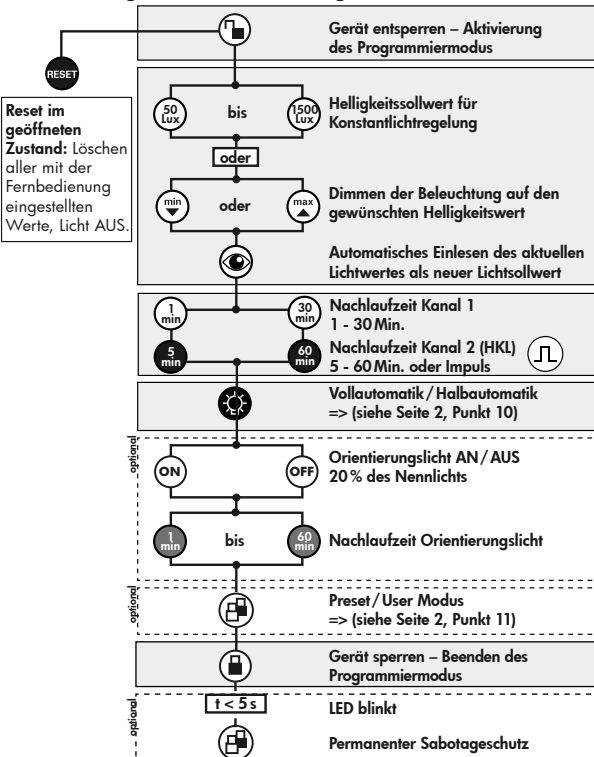 Gerät entsperren – Aktivierung
des Programmiermodus
RESET
Reset im
geöffneten
Zustand: Löschen
aller mit der
Fernbedienung
eingestellten
Werte, Licht AUS.
50
Lux
bis
1500
Lux
Helligkeitssollwert für
Konstantlichtregelung
oder
min
oder
max
Dimmen der Beleuchtung auf den
gewünschten Helligkeitswert
Automatisches Einlesen des aktuellen
Lichtwertes als neuer Lichtsollwert
1
min
30
min
Nachlaufzeit Kanal 1
1 - 30 Min.
5
min
60
min
Nachlaufzeit Kanal 2 (HKL)
5 - 60 Min. oder Impuls
Vollautomatik / Halbautomatik
=> (siehe Seite 2, Punkt 10)
optional
ON
OFF
Orientierungslicht AN / AUS
20 % des Nennlichts
1
min
bis
60
min
Nachlaufzeit Orientierungslicht
optional
Preset / User Modus
=> (siehe Seite 2, Punkt 11)
Gerät sperren – Beenden des
Programmiermodus
optional
t < 5 s
LED blinkt
Permanenter Sabotageschutz